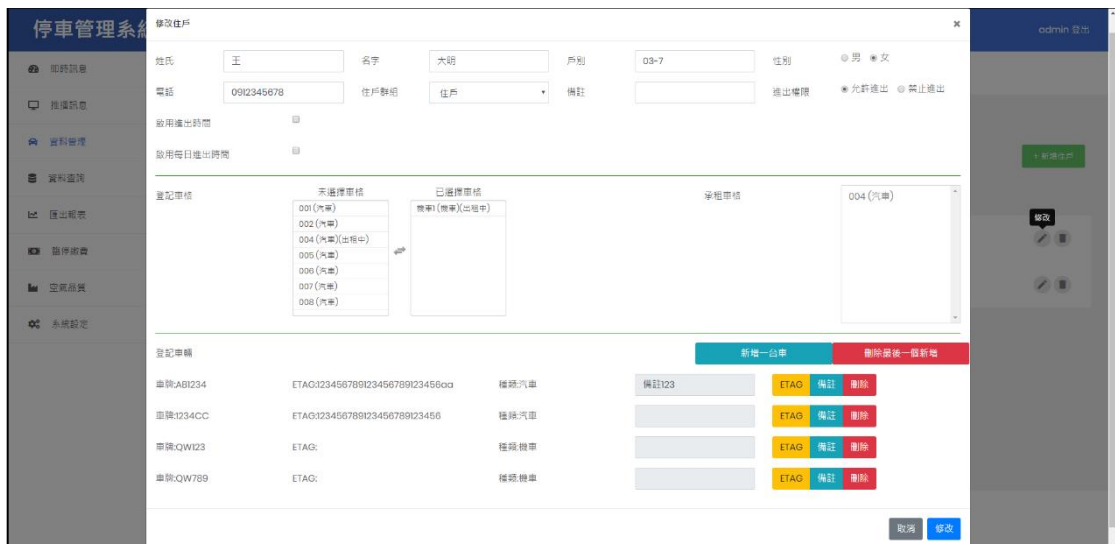 停車管理系統
admin 登出
即時訊息
推播訊息
資料管理
資料查詢
匯出報表
臨停繳費
空氣品質
系統設定
+ 新增住戶
修改
修改住戶
×
姓氏 王 名字 大明 戶別 03-7 性別 男 女
電話 0912345678 住戶群組 住戶 備註 進出權限 允許進出 禁止進出
啟用進出時間
啟用每日進出時間
登記車格 未選擇車格 已選擇車格 承租車格
001 (汽車) 機車1 (機車)(出租中) 004 (汽車)
002 (汽車)
004 (汽車)(出租中)
005 (汽車)
006 (汽車)
007 (汽車)
008 (汽車)
登記車輛 新增一台車 刪除最後一個新增
車牌:AB1234 ETAG:123456789123456789123456aa 種類:汽車 備註123 ETAG 備註 刪除
車牌:1234CC ETAG:123456789123456789123456 種類:汽車 ETAG 備註 刪除
車牌:QW123 ETAG: 種類:機車 ETAG 備註 刪除
車牌:QW789 ETAG: 種類:機車 ETAG 備註 刪除
取消 修改